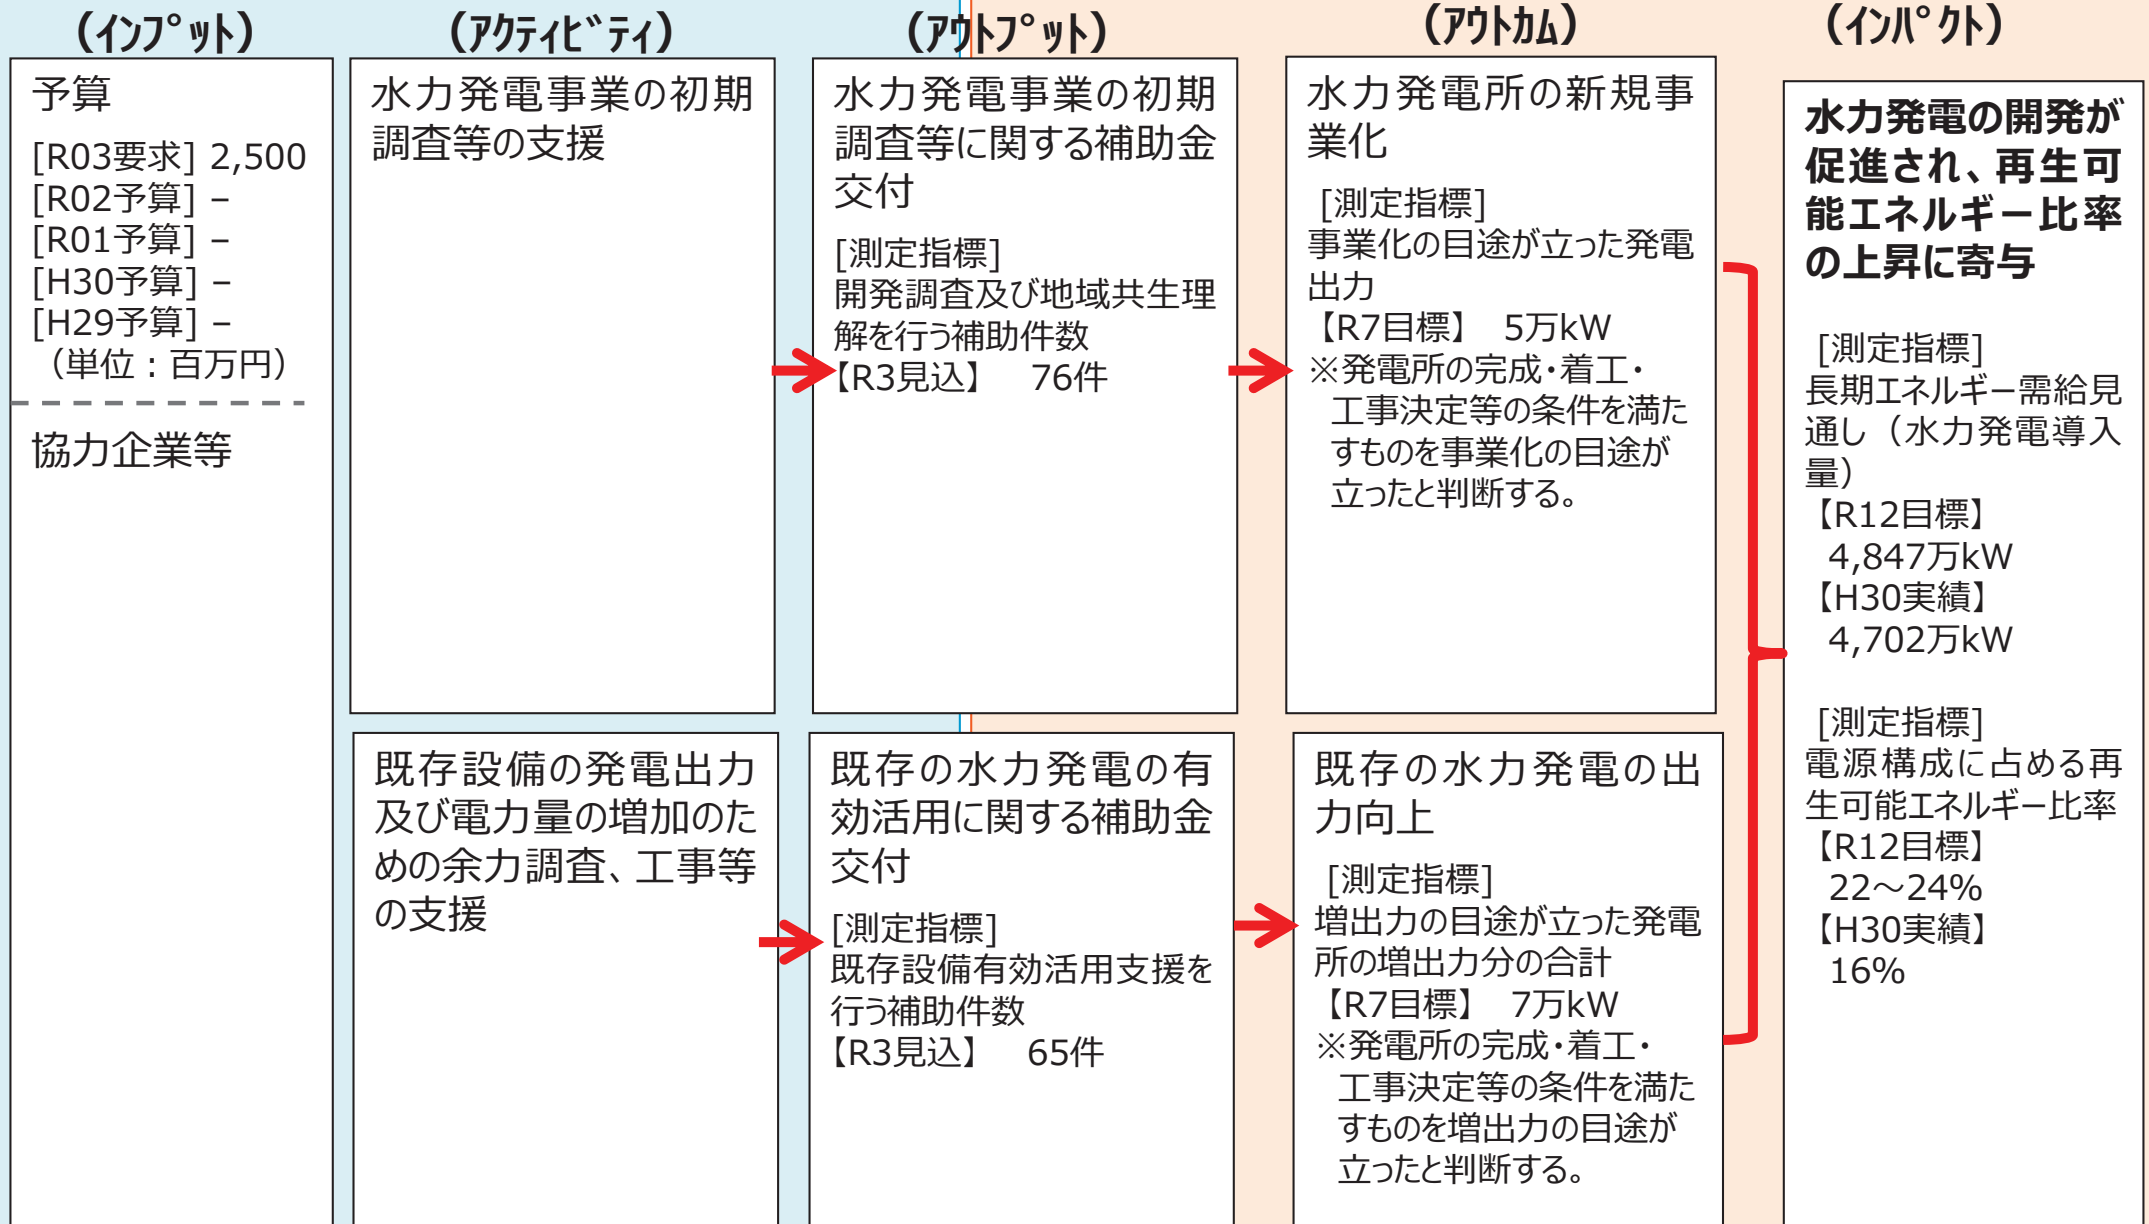 (ｲﾝﾌﾟｯﾄ)
(ｱｸﾃｨﾋﾞﾃｨ)
(ｱｳﾄﾌﾟｯﾄ)
(ｱｳﾄｶﾑ)
(ｲﾝﾊﾟｸﾄ)
予算
[R03要求] 2,500
[R02予算] –
[R01予算] –
[H30予算] –
[H29予算] –
（単位：百万円）
協力企業等
水力発電事業の初期
調査等の支援
水力発電事業の初期
調査等に関する補助金
交付
[測定指標]
開発調査及び地域共生理
解を行う補助件数
【R3見込】　76件
水力発電所の新規事
業化
[測定指標]
事業化の目途が立った発電
出力
【R7目標】　5万kW
※発電所の完成・着工・
工事決定等の条件を満た
すものを事業化の目途が
立ったと判断する。
既存設備の発電出力
及び電力量の増加のた
めの余力調査、工事等
の支援
既存の水力発電の有
効活用に関する補助金
交付
[測定指標]
既存設備有効活用支援を
行う補助件数
【R3見込】　65件
既存の水力発電の出
力向上
[測定指標]
増出力の目途が立った発電
所の増出力分の合計
【R7目標】　7万kW
※発電所の完成・着工・
工事決定等の条件を満た
すものを増出力の目途が
立ったと判断する。
水力発電の開発が
促進され、再生可
能エネルギー比率
の上昇に寄与
[測定指標]
長期エネルギー需給見
通し（水力発電導入
量）
【R12目標】
4,847万kW
【H30実績】
4,702万kW
[測定指標]
電源構成に占める再
生可能エネルギー比率
【R12目標】
22～24%
【H30実績】
16%